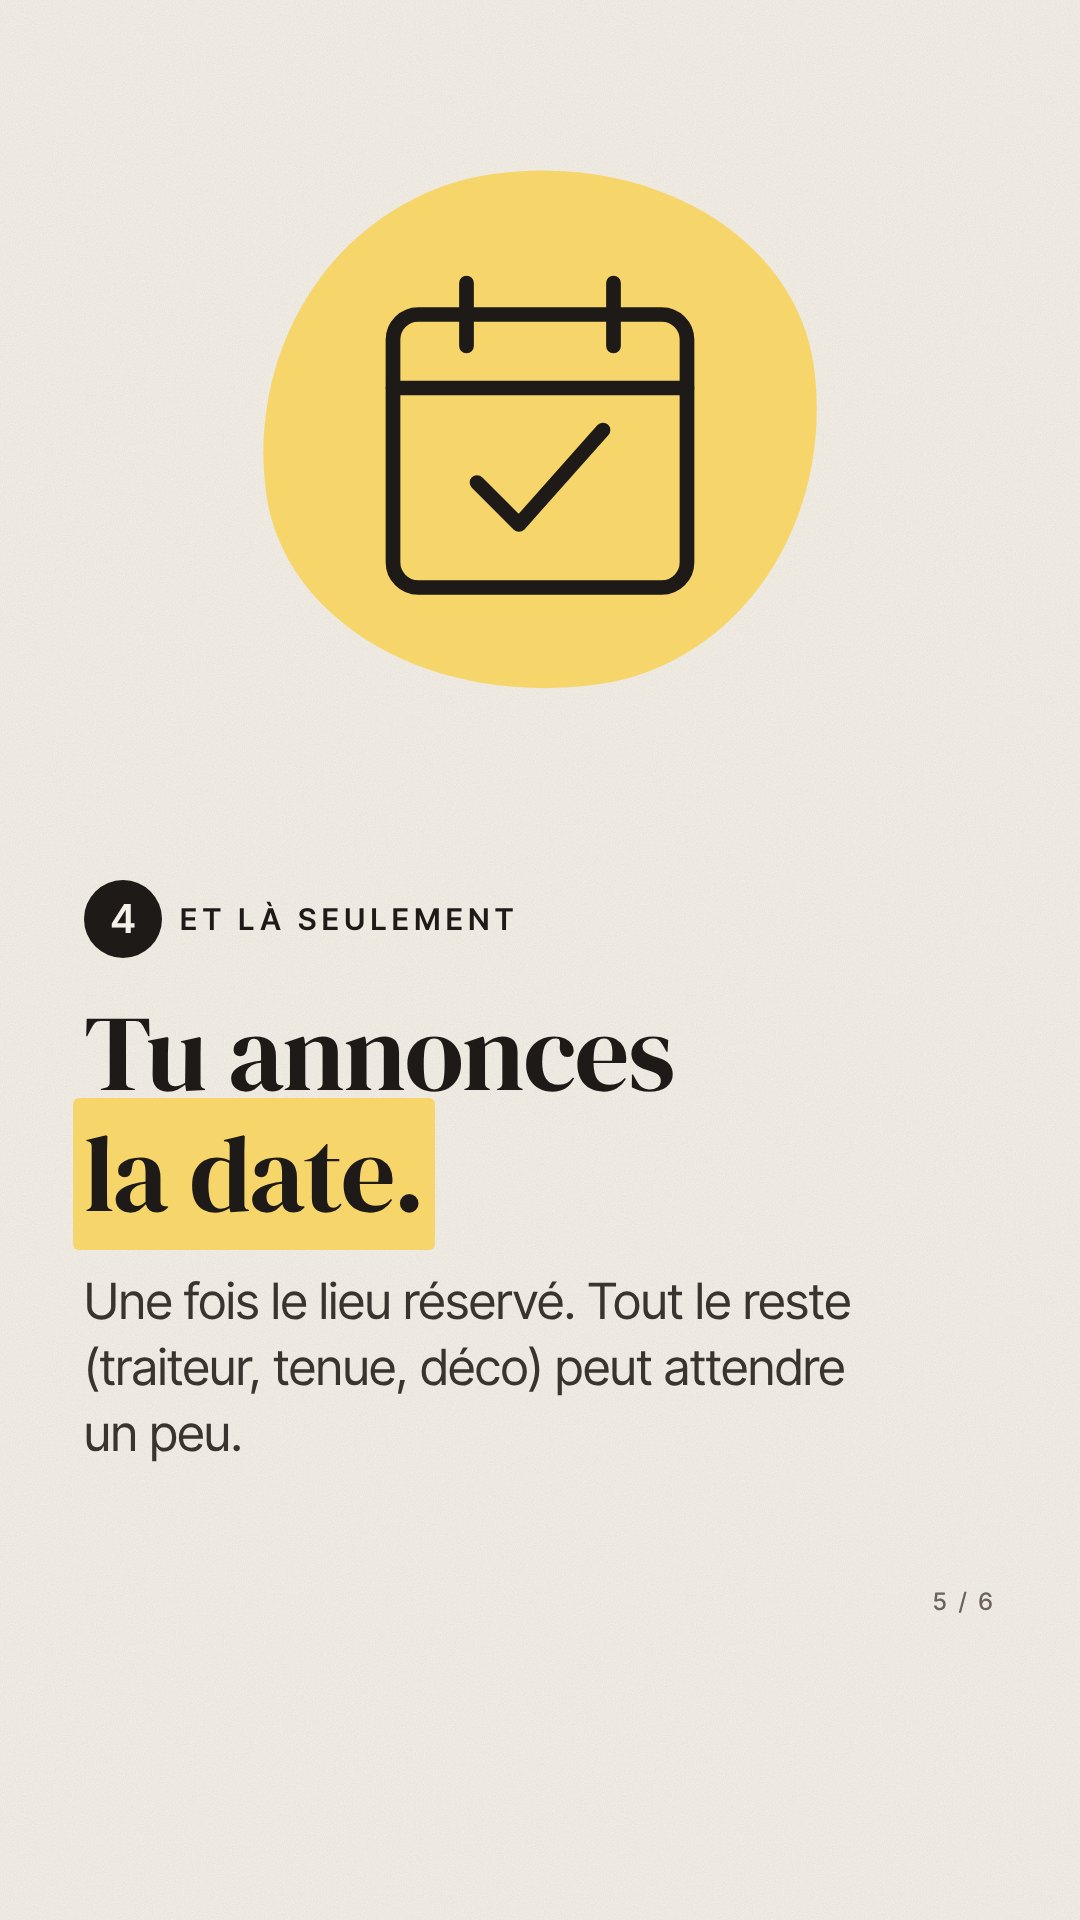 4 ET LÀ SEULEMENT
Tu annonces
la date.
Une fois le lieu réservé. Tout le reste
(traiteur, tenue, déco) peut attendre
un peu.
5 / 6